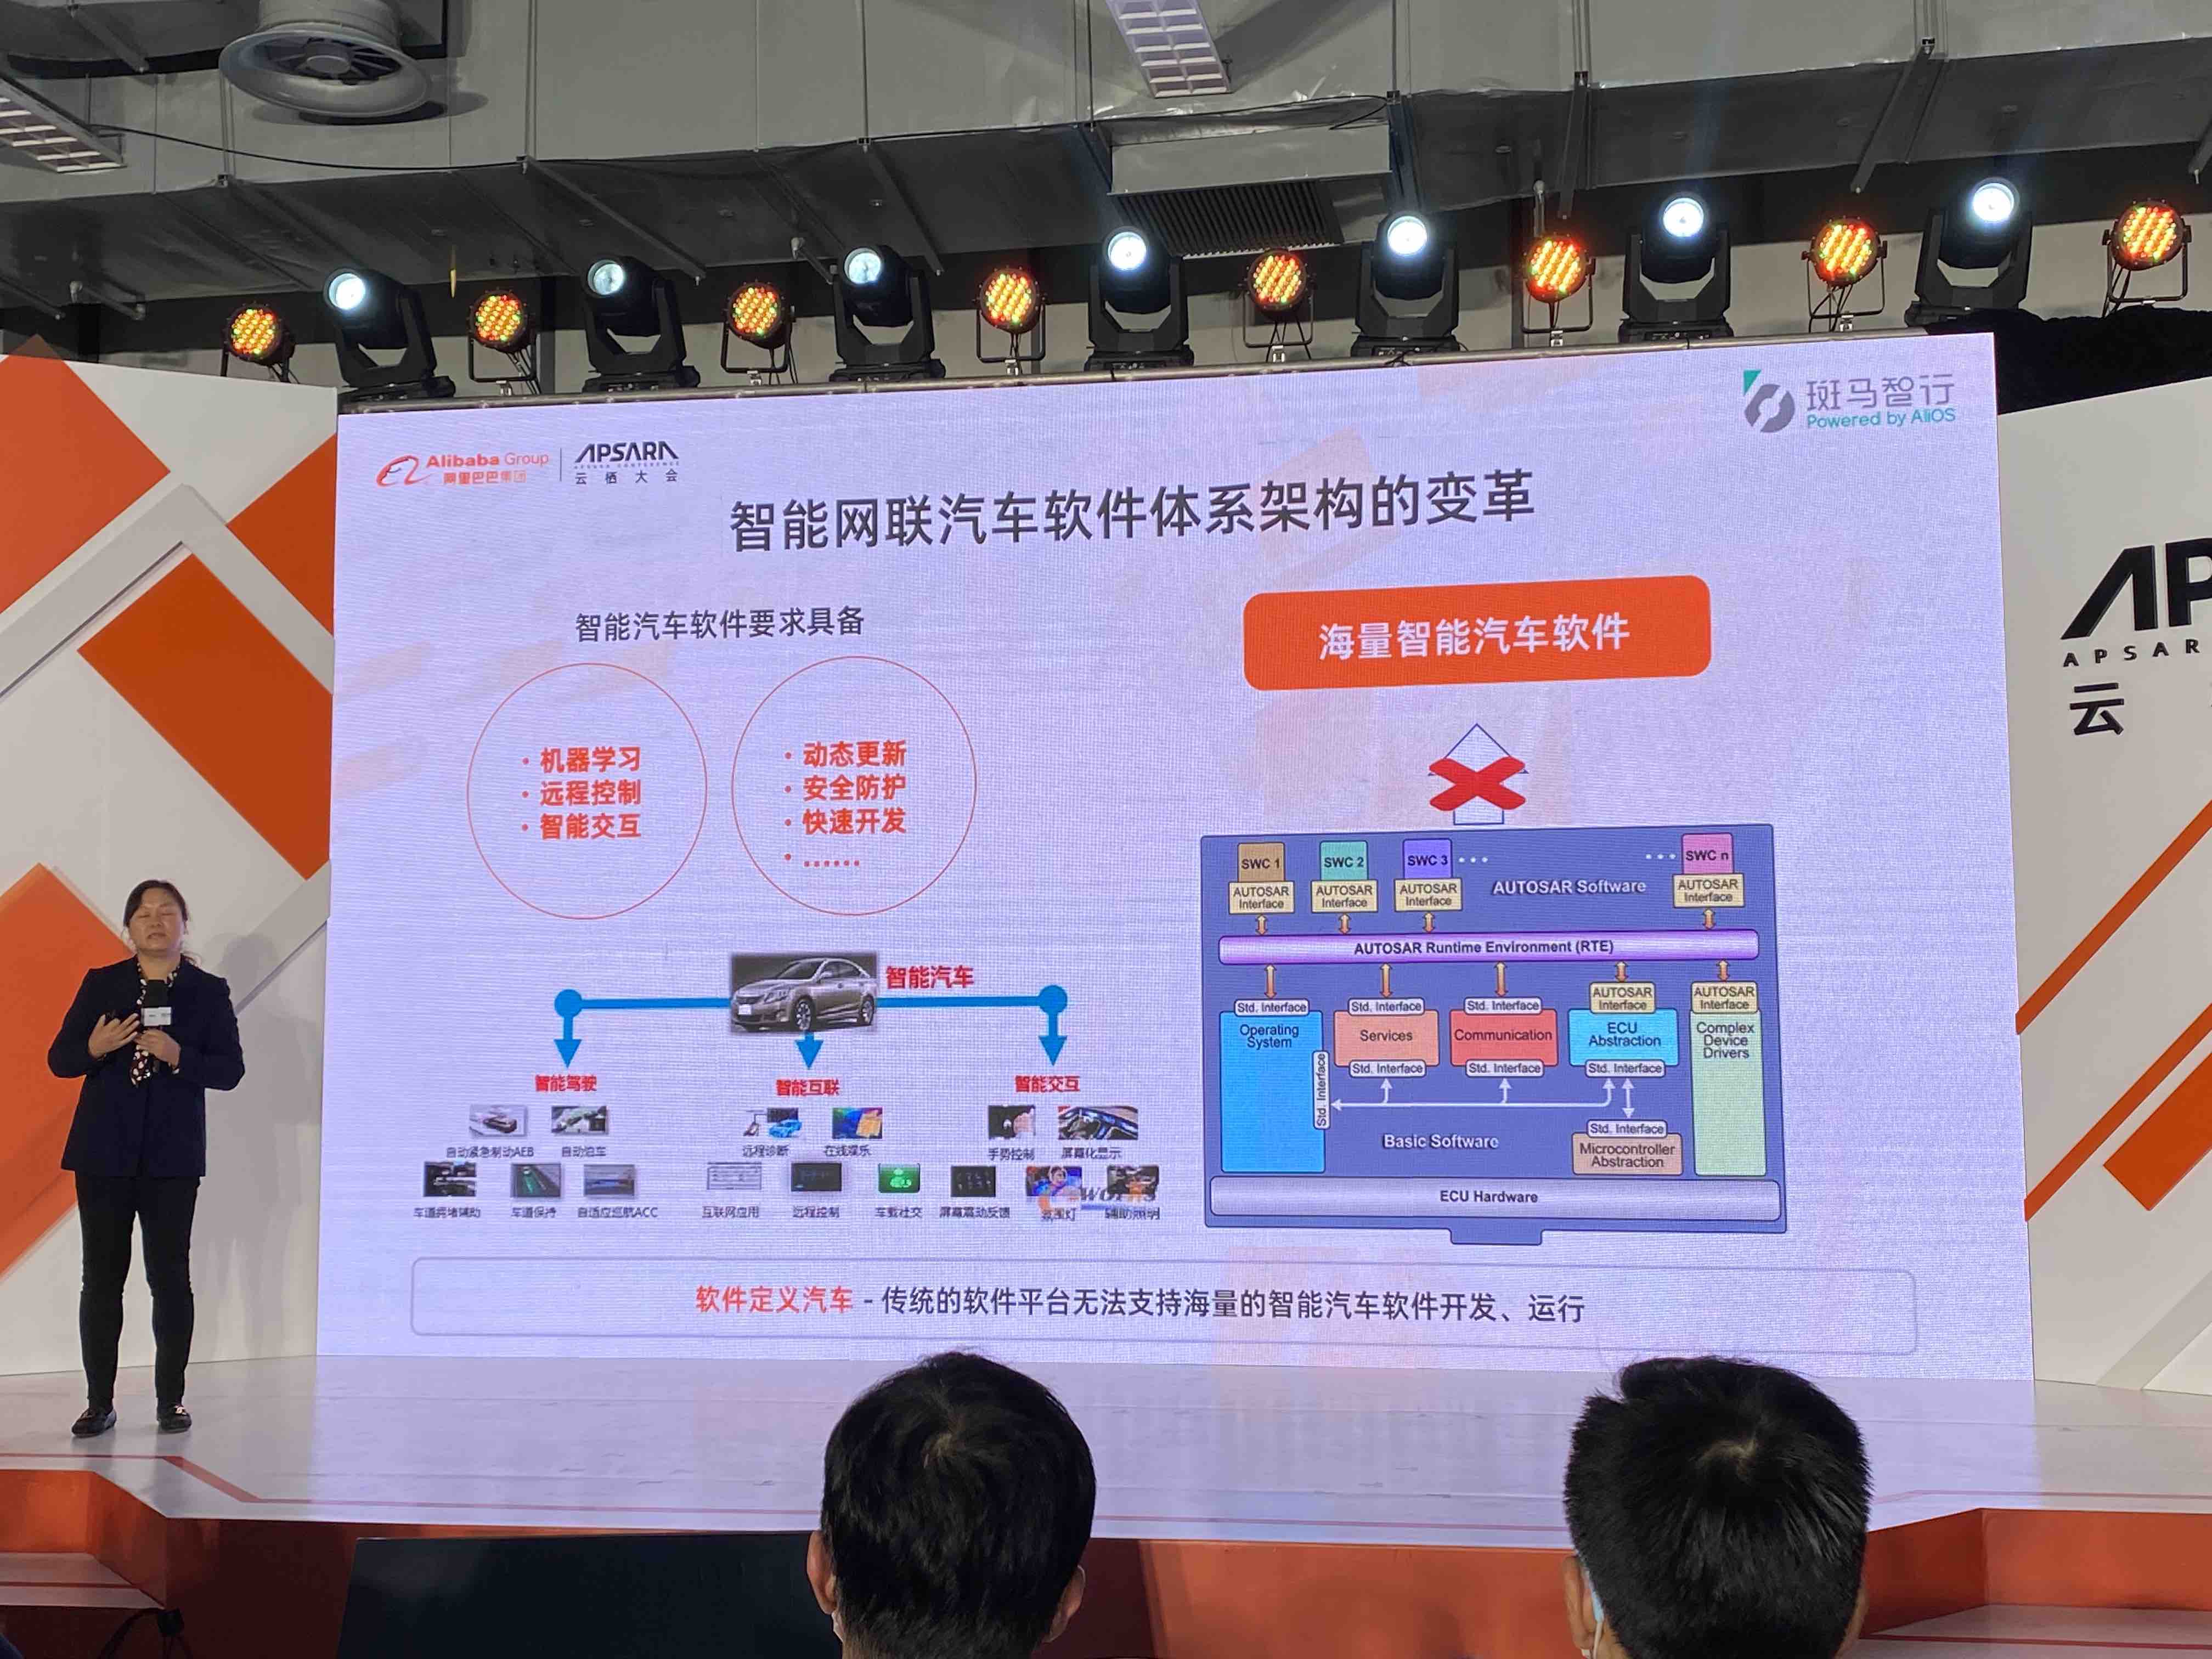 斑马智行
Powered by AliOS
Alibaba Group
阿里巴巴集团
APSARA
APSARA CONFERENCE
云栖大会
智能网联汽车软件体系架构的变革
智能汽车软件要求具备
· 机器学习
· 远程控制
· 智能交互
· 动态更新
· 安全防护
· 快速开发
· ......
智能汽车
智能驾驶
智能互联
智能交互
自动紧急制动AEB
自动泊车
远程诊断
在线娱乐
手势控制
屏幕化显示
车道拥堵辅助
车道保持
自适应巡航ACC
互联网应用
远程控制
车载社交
屏幕震动反馈
氛围灯
辅助照明
海量智能汽车软件
SWC 1
SWC 2
SWC 3
...
...
SWC n
AUTOSAR
Interface
AUTOSAR
Interface
AUTOSAR
Interface
AUTOSAR Software
AUTOSAR
Interface
AUTOSAR Runtime Environment (RTE)
Std. Interface
Std. Interface
Std. Interface
AUTOSAR
Interface
AUTOSAR
Interface
Operating
System
Services
Communication
ECU
Abstraction
Complex
Device
Drivers
Std. Interface
Std. Interface
Std. Interface
Std. Interface
Std. Interface
Basic Software
Microcontroller
Abstraction
ECU Hardware
软件定义汽车 - 传统的软件平台无法支持海量的智能汽车软件开发、运行
AP
APSAR
云